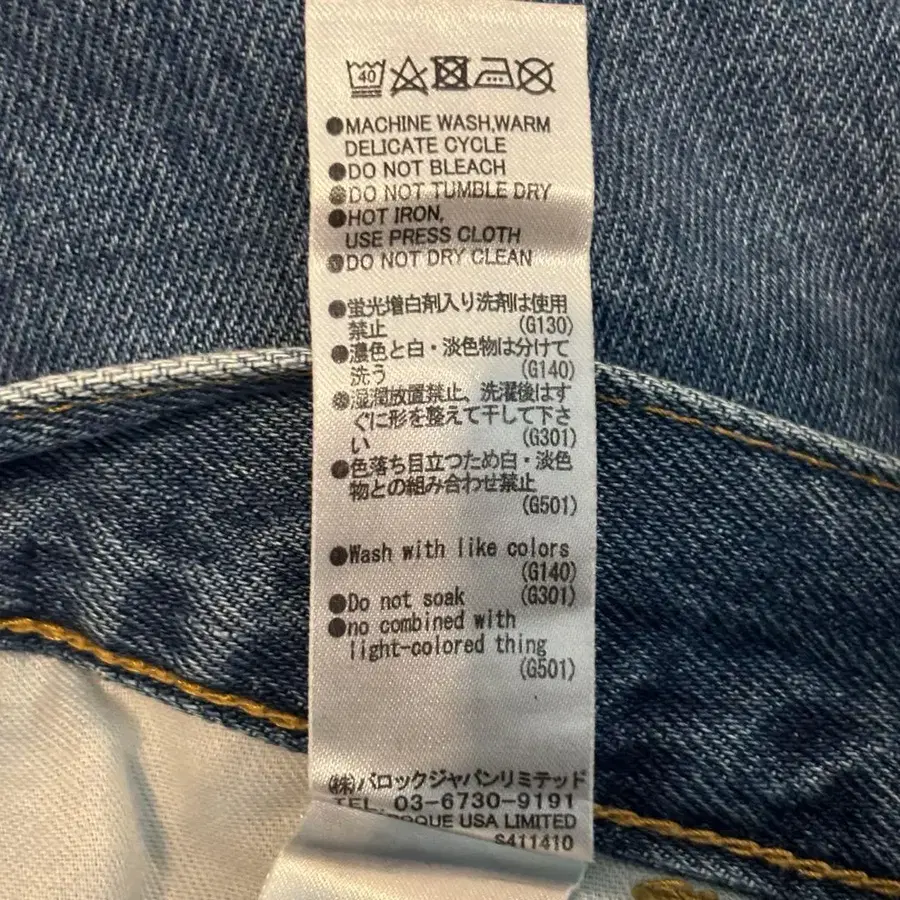 40
●MACHINE WASH,WARM
DELICATE CYCLE
●DO NOT BLEACH
●DO NOT TUMBLE DRY
●HOT IRON,
USE PRESS CLOTH
●DO NOT DRY CLEAN
●蛍光増白剤入り洗剤は使用
禁止 (G130)
●濃色と白・淡色物は分けて
洗う (G140)
●湿潤放置禁止、洗濯後はす
ぐに形を整えて干して下さ
い (G301)
●色落ち目立つため白・淡色
物との組み合わせ禁止
(G501)
●Wash with like colors
(G140)
●Do not soak (G301)
●no combined with
light-colored thing
(G501)
(株)バロックジャパンリミテッド
TEL. 03-6730-9191
USA LIMITED
S411410